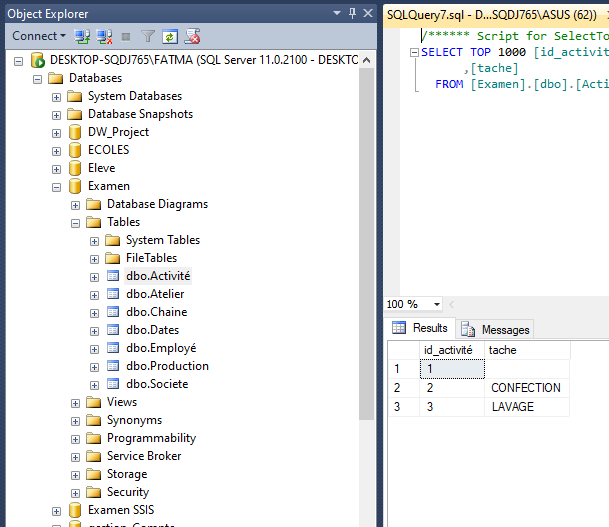 Object Explorer
Connect
DESKTOP-SQDJ765\FATMA (SQL Server 11.0.2100 - DESKTC
Databases
System Databases
Database Snapshots
DW_Project
ECOLES
Eleve
Examen
Database Diagrams
Tables
System Tables
FileTables
dbo.Activité
dbo.Atelier
dbo.Chaine
dbo.Dates
dbo.Employé
dbo.Production
dbo.Societe
Views
Synonyms
Programmability
Service Broker
Storage
Security
Examen SSIS
SQLQuery7.sql - D...SQDJ765\ASUS (62))
/****** Script for SelectTo
SELECT TOP 1000 [id_activit
,[tache]
FROM [Examen].[dbo].[Acti
100 %
Results Messages
id_activité tache
1 1
2 2 CONFECTION
3 3 LAVAGE